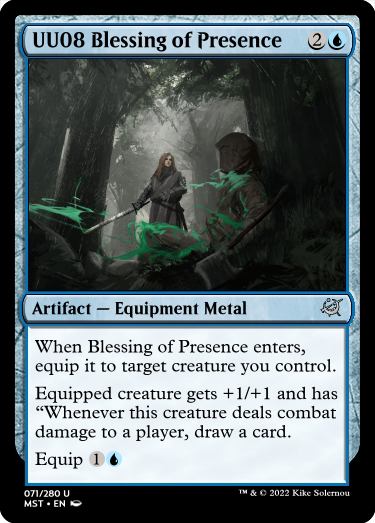 UU08 Blessing of Presence 2
Artifact — Equipment Metal
When Blessing of Presence enters,
equip it to target creature you control.
Equipped creature gets +1/+1 and has
“Whenever this creature deals combat
damage to a player, draw a card.
Equip 1
071/280 U
MST • EN
™ & © 2022 Kike Solernou